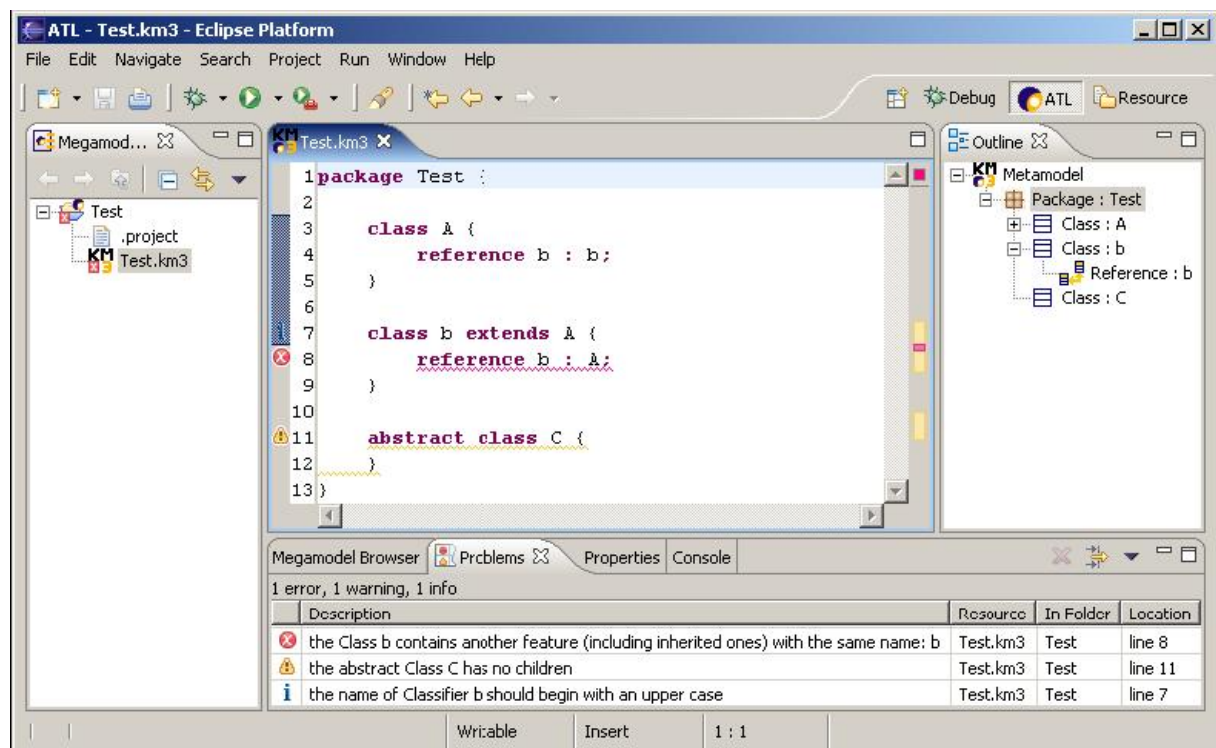 ATL - Test.km3 - Eclipse Platform
File Edit Navigate Search Project Run Window Help
Debug ATL Resource
Megamod...
Test
.project
KM3 Test.km3
KM3 Test.km3
1 package Test {
2
3 class A {
4 reference b : b;
5 }
6
7 class b extends A {
8 reference b : A;
9 }
10
11 abstract class C {
12 }
13 }
Outline
KM3 Metamodel
Package : Test
Class : A
Class : b
Reference : b
Class : C
Megamodel Browser Problems Properties Console
1 error, 1 warning, 1 info
Description Resource In Folder Location
the Class b contains another feature (including inherited ones) with the same name: b Test.km3 Test line 8
the abstract Class C has no children Test.km3 Test line 11
i the name of Classifier b should begin with an upper case Test.km3 Test line 7
Writable Insert 1 : 1